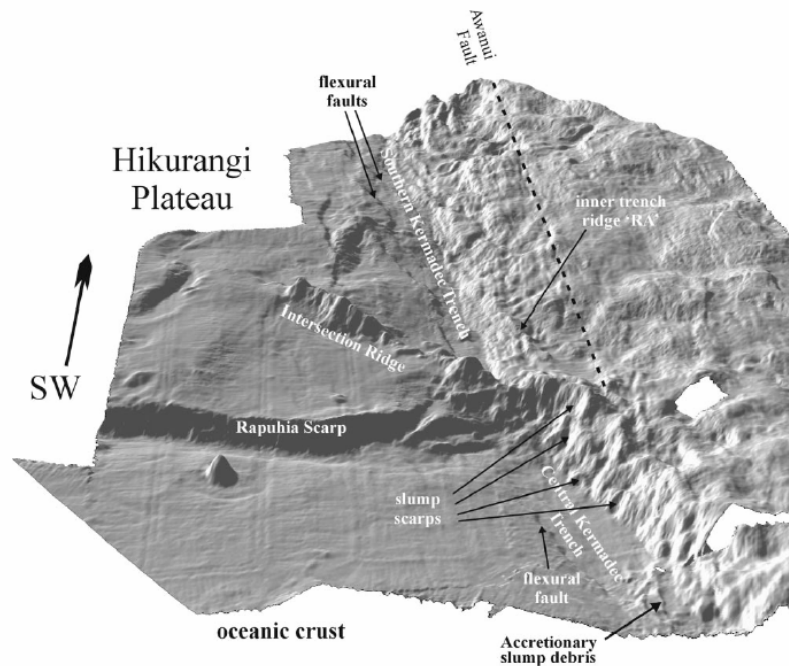 Awanui
Fault
flexural
faults
Hikurangi
Plateau
Southern Kermadec Trench
inner trench
ridge 'RA'
SW
Intersection Ridge
Rapuhia Scarp
slump
scarps
Central Kermadec
Trench
flexural
fault
oceanic crust
Accretionary
slump debris